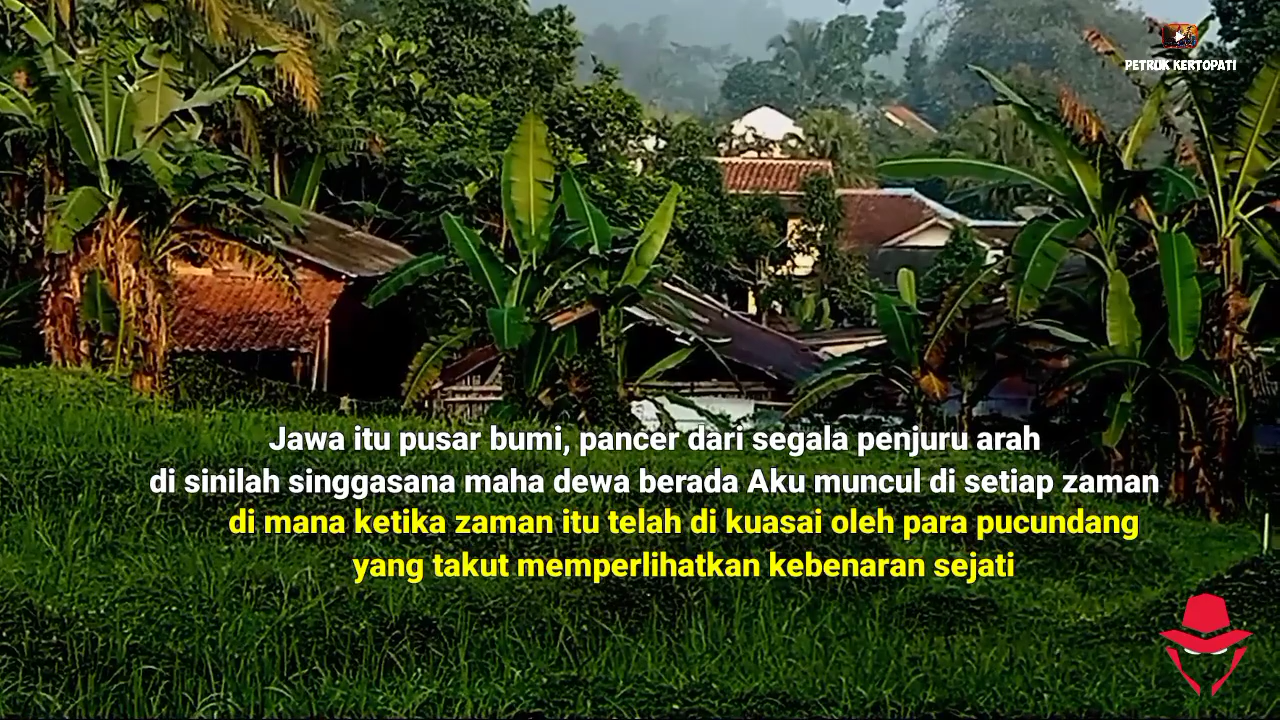 PETRUK KERTOPATI
Jawa itu pusar bumi, pancer dari segala penjuru arah
di sinilah singgasana maha dewa berada Aku muncul di setiap zaman
di mana ketika zaman itu telah di kuasai oleh para pucundang
yang takut memperlihatkan kebenaran sejati